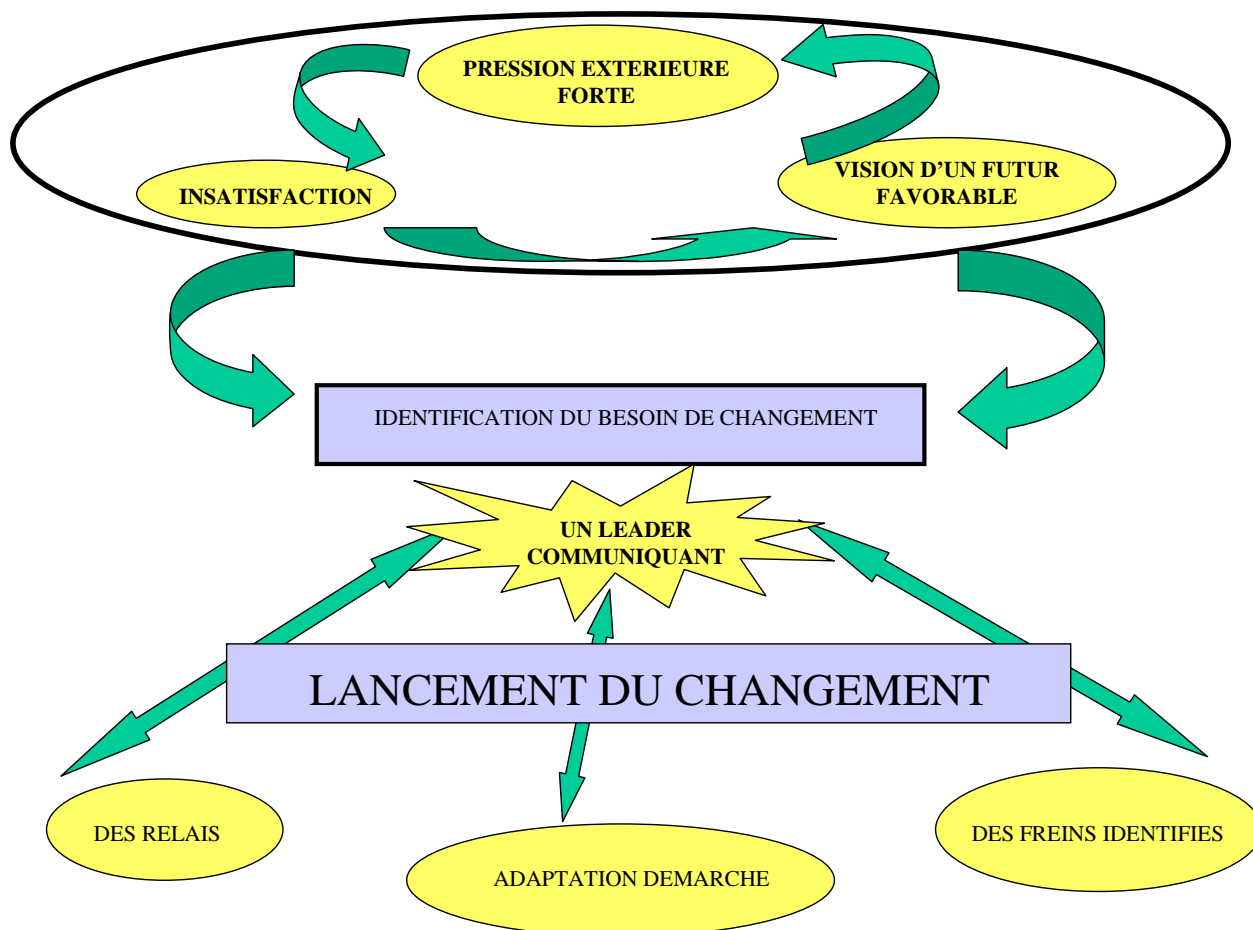 PRESSION EXTERIEURE
FORTE
INSATISFACTION
VISION D'UN FUTUR
FAVORABLE
IDENTIFICATION DU BESOIN DE CHANGEMENT
UN LEADER
COMMUNIQUANT
LANCEMENT DU CHANGEMENT
DES RELAIS
DES FREINS IDENTIFIES
ADAPTATION DEMARCHE